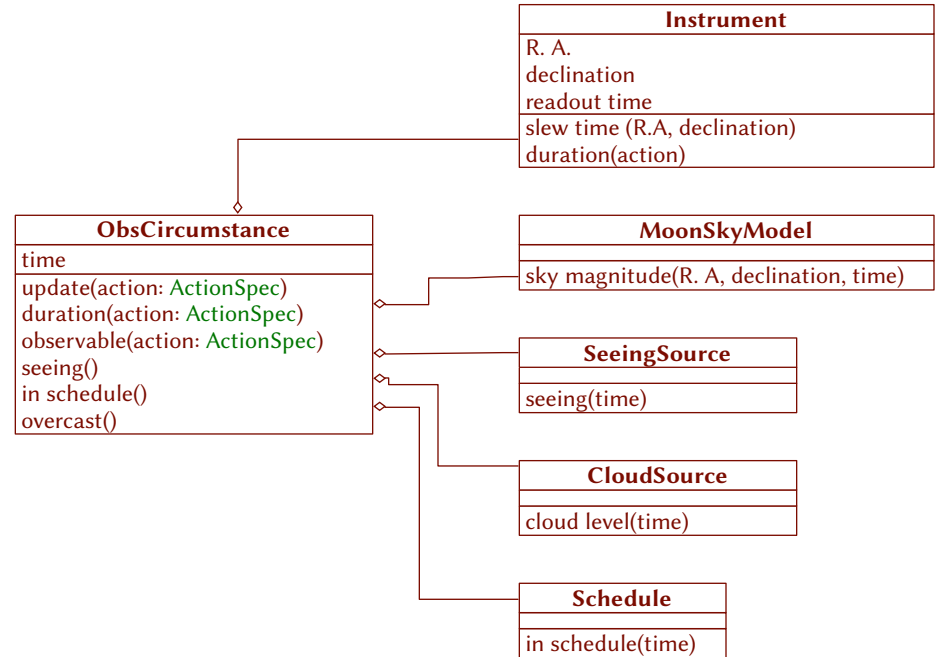 Instrument
R. A.
declination
readout time
slew time (R.A, declination)
duration(action)
ObsCircumstance
time
update(action: ActionSpec)
duration(action: ActionSpec)
observable(action: ActionSpec)
seeing()
in schedule()
overcast()
MoonSkyModel
sky magnitude(R. A, declination, time)
SeeingSource
seeing(time)
CloudSource
cloud level(time)
Schedule
in schedule(time)